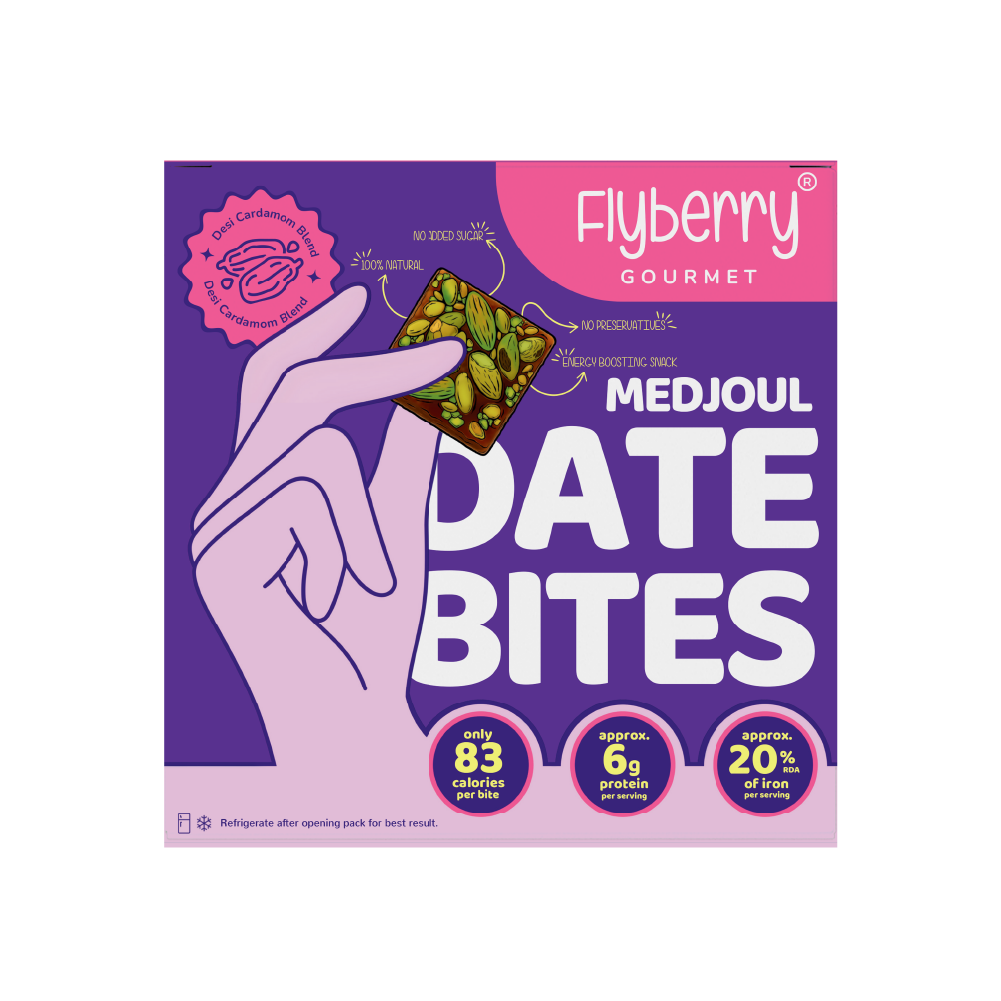 Flyberry®
GOURMET
Desi Cardamom Blend
Desi Cardamom Blend
NO ADDED SUGAR
100% NATURAL
NO PRESERVATIVES
ENERGY BOOSTING SNACK
MEDJOUL
DATE
BITES
only
83
calories
per bite
approx.
6g
protein
per serving
approx.
20%
RDA
of iron
per serving
Refrigerate after opening pack for best result.